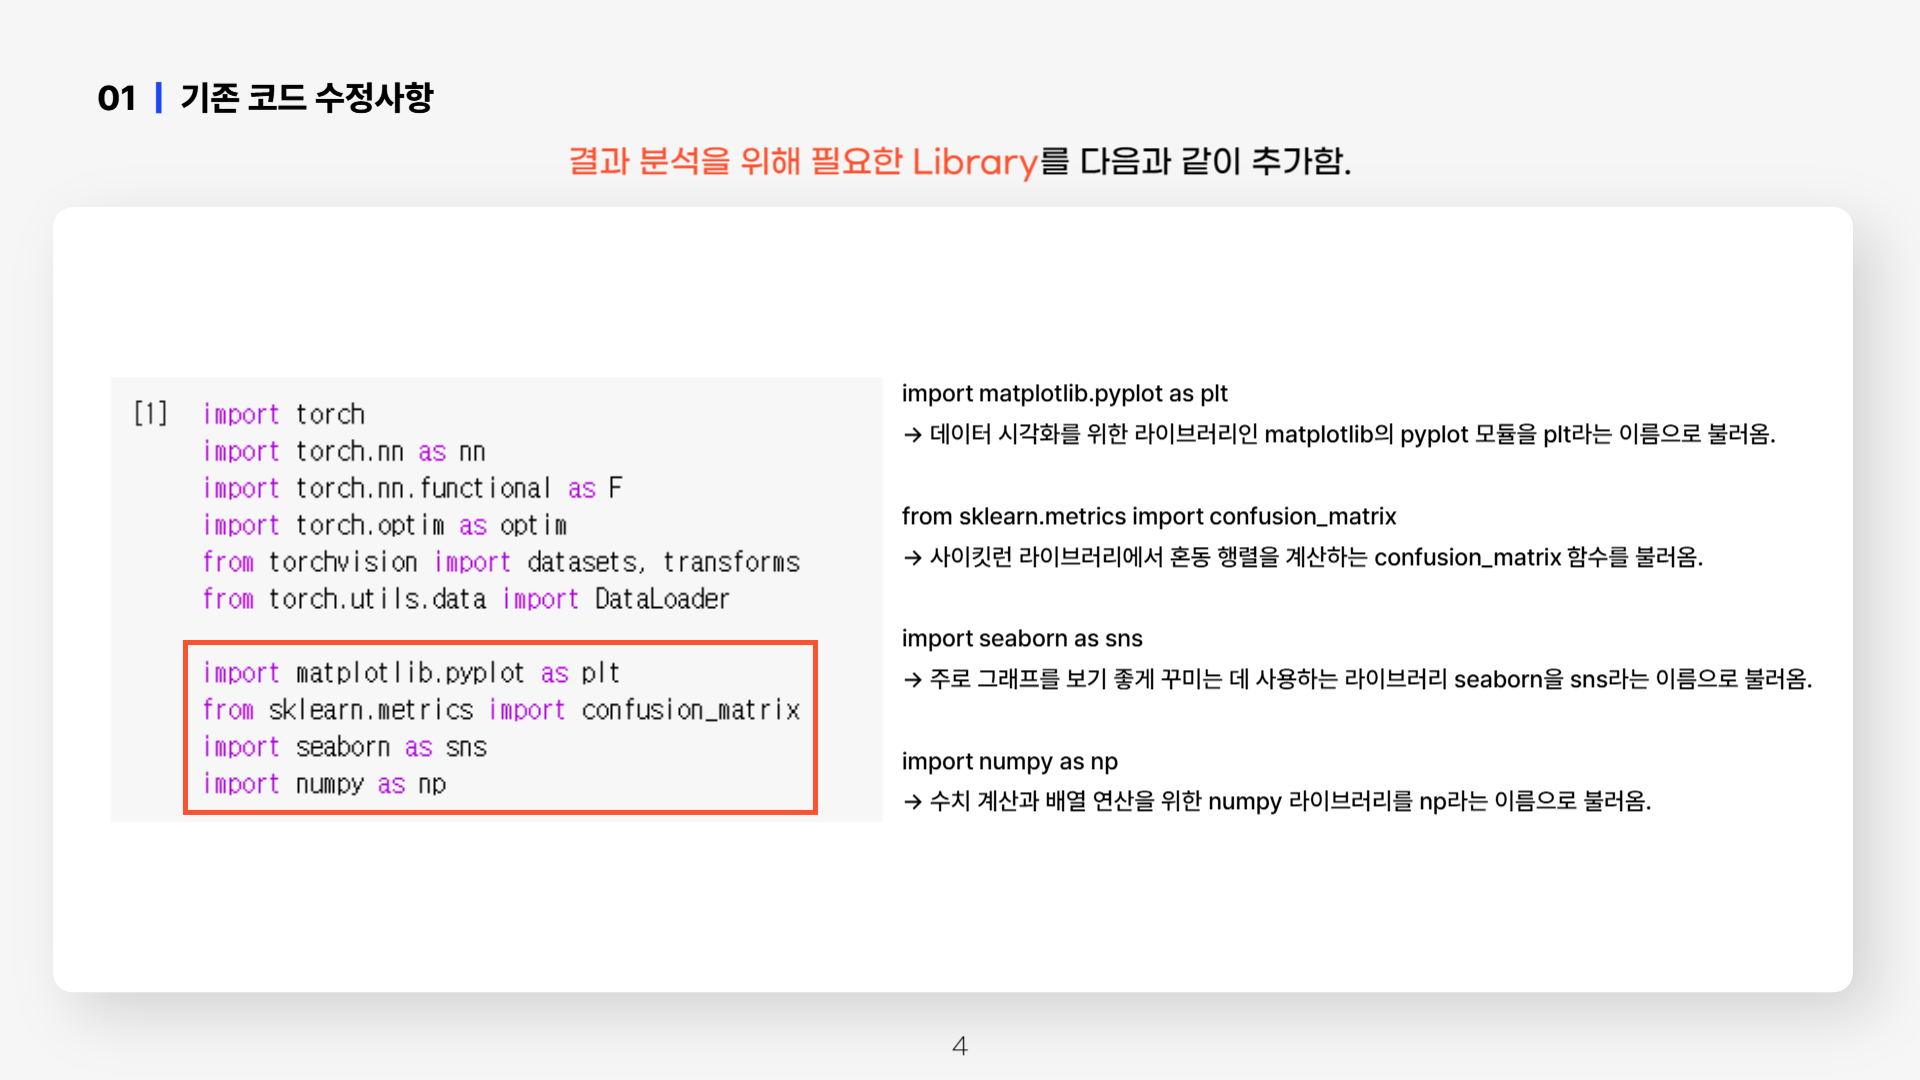 01 | 기존 코드 수정사항
결과 분석을 위해 필요한 Library를 다음과 같이 추가함.
[1] import torch
import torch.nn as nn
import torch.nn.functional as F
import torch.optim as optim
from torchvision import datasets, transforms
from torch.utils.data import DataLoader
import matplotlib.pyplot as plt
from sklearn.metrics import confusion_matrix
import seaborn as sns
import numpy as np
import matplotlib.pyplot as plt
→ 데이터 시각화를 위한 라이브러리인 matplotlib의 pyplot 모듈을 plt라는 이름으로 불러옴.
from sklearn.metrics import confusion_matrix
→ 사이킷런 라이브러리에서 혼동 행렬을 계산하는 confusion_matrix 함수를 불러옴.
import seaborn as sns
→ 주로 그래프를 보기 좋게 꾸미는 데 사용하는 라이브러리 seaborn을 sns라는 이름으로 불러옴.
import numpy as np
→ 수치 계산과 배열 연산을 위한 numpy 라이브러리를 np라는 이름으로 불러옴.
4